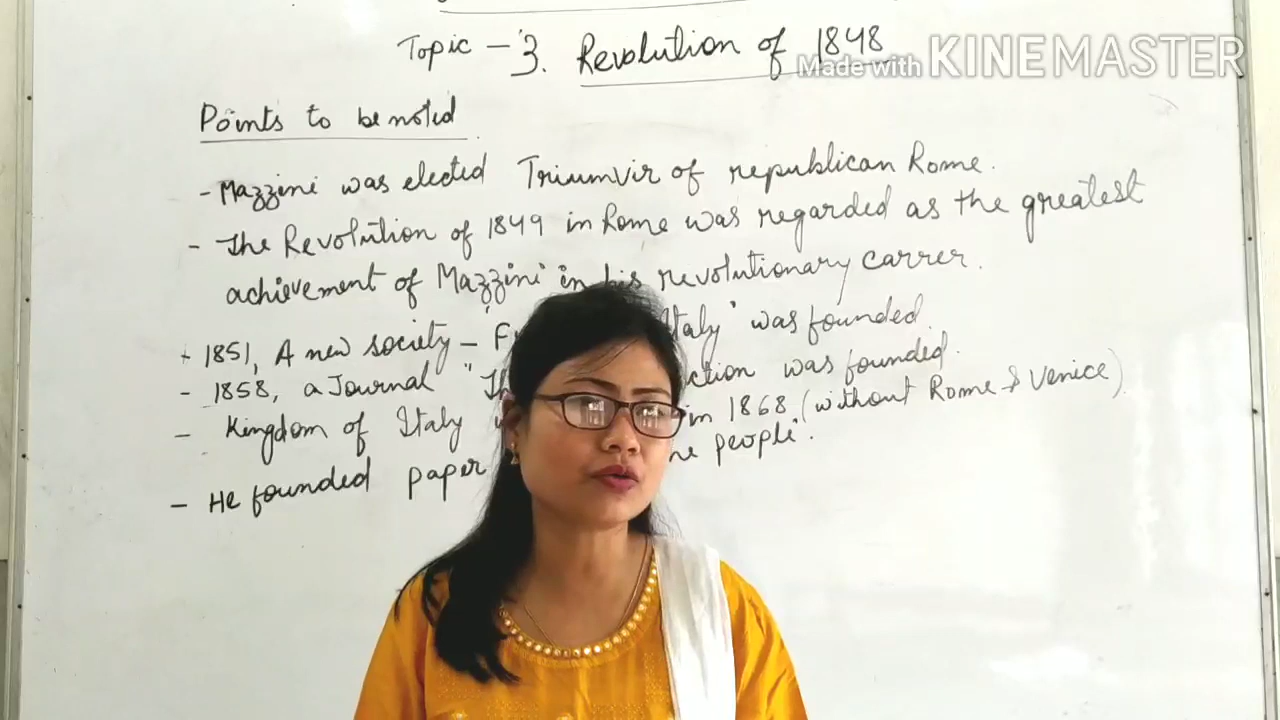 Topic - 3. Revolution of 1848
Made with KINEMASTER
Points to be noted
- Mazzini was elected Triumvir of republican Rome.
- The Revolution of 1849 in Rome was regarded as the greatest
achievement of Mazzini in his revolutionary carrer.
- 1851, A new society - Italy" was founded.
- 1858, a Journal " was founded.
- Kingdom of Italy in 1868 (without Rome & Venice)
- He founded paper people".